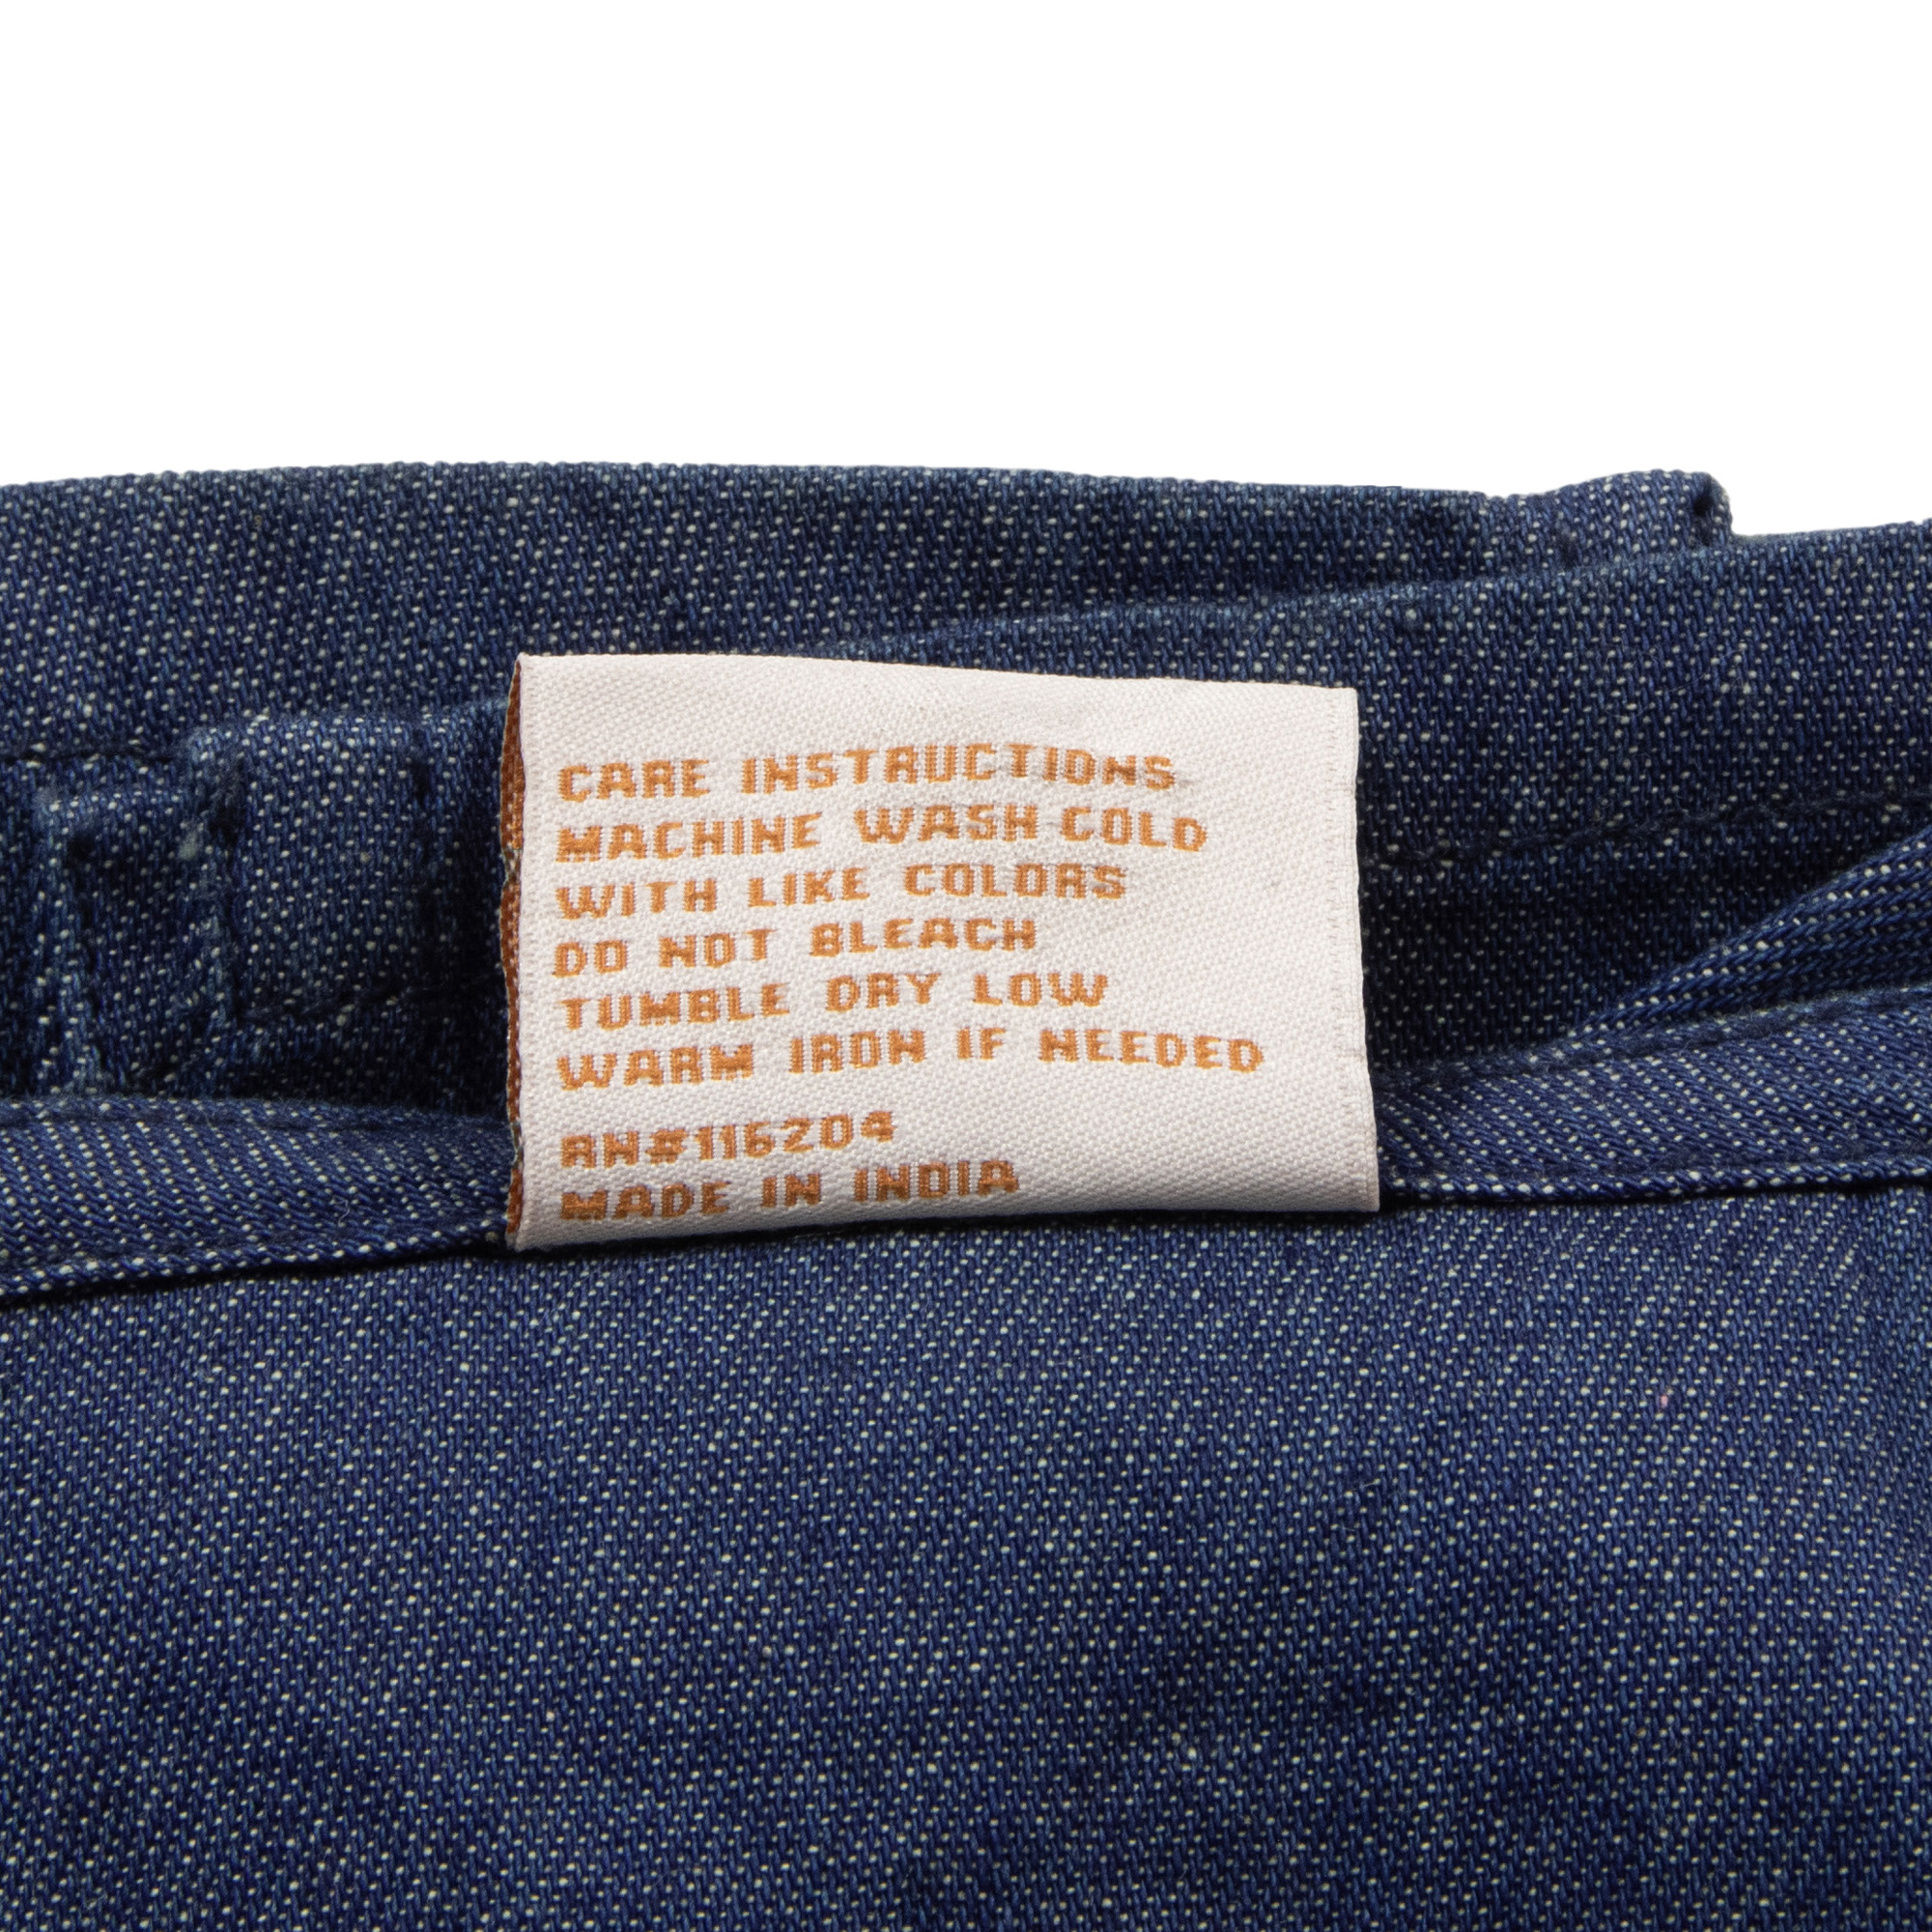 CARE INSTRUCTIONS
MACHINE WASH COLD
WITH LIKE COLORS
DO NOT BLEACH
TUMBLE DRY LOW
WARM IRON IF NEEDED
RN#116204
MADE IN INDIA